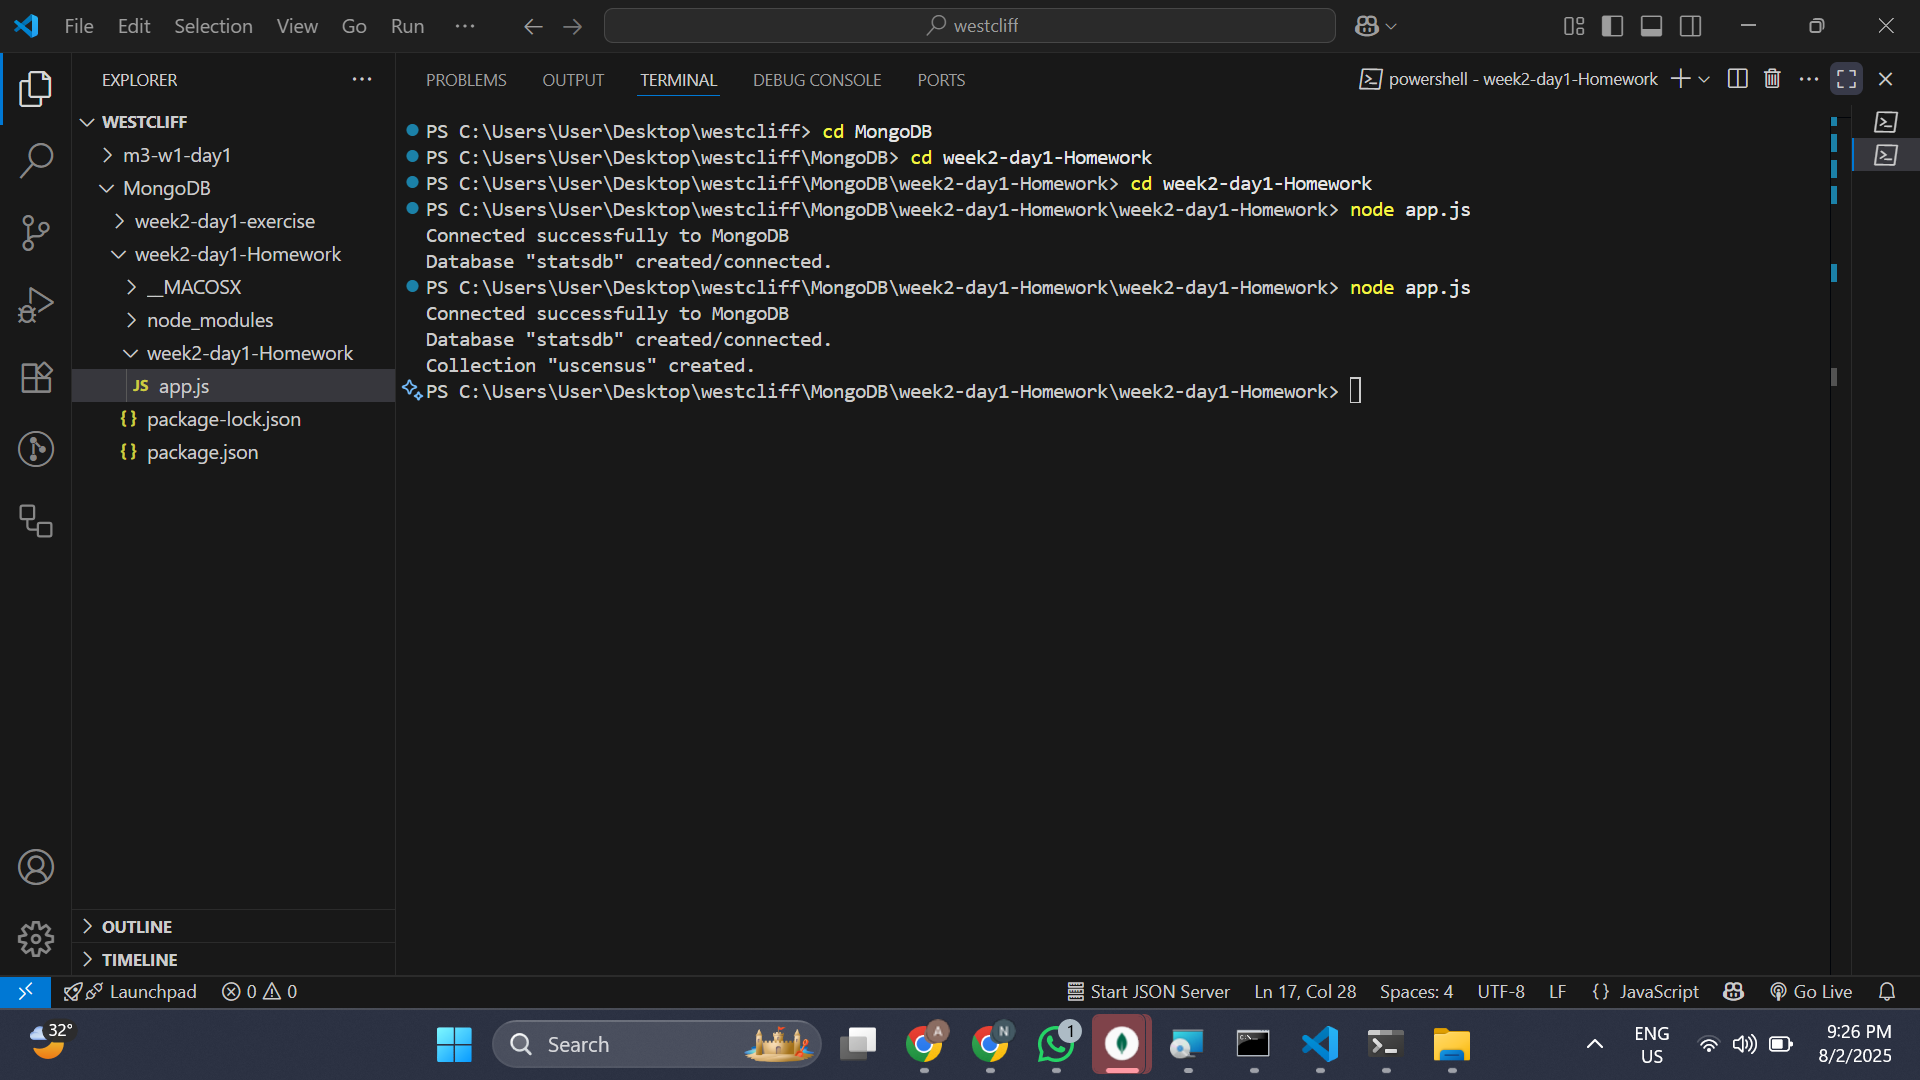 File Edit Selection View Go Run ··· westcliff
EXPLORER ···
WESTCLIFF
m3-w1-day1
MongoDB
week2-day1-exercise
week2-day1-Homework
__MACOSX
node_modules
week2-day1-Homework
JS app.js
{} package-lock.json
{} package.json
OUTLINE
TIMELINE
PROBLEMS OUTPUT TERMINAL DEBUG CONSOLE PORTS powershell - week2-day1-Homework
PS C:\Users\User\Desktop\westcliff> cd MongoDB
PS C:\Users\User\Desktop\westcliff\MongoDB> cd week2-day1-Homework
PS C:\Users\User\Desktop\westcliff\MongoDB\week2-day1-Homework> cd week2-day1-Homework
PS C:\Users\User\Desktop\westcliff\MongoDB\week2-day1-Homework\week2-day1-Homework> node app.js
Connected successfully to MongoDB
Database "statsdb" created/connected.
PS C:\Users\User\Desktop\westcliff\MongoDB\week2-day1-Homework\week2-day1-Homework> node app.js
Connected successfully to MongoDB
Database "statsdb" created/connected.
Collection "uscensus" created.
PS C:\Users\User\Desktop\westcliff\MongoDB\week2-day1-Homework\week2-day1-Homework>
Launchpad 0 0 Start JSON Server Ln 17, Col 28 Spaces: 4 UTF-8 LF {} JavaScript Go Live
32° Search A N 1 ENG US 9:26 PM
8/2/2025